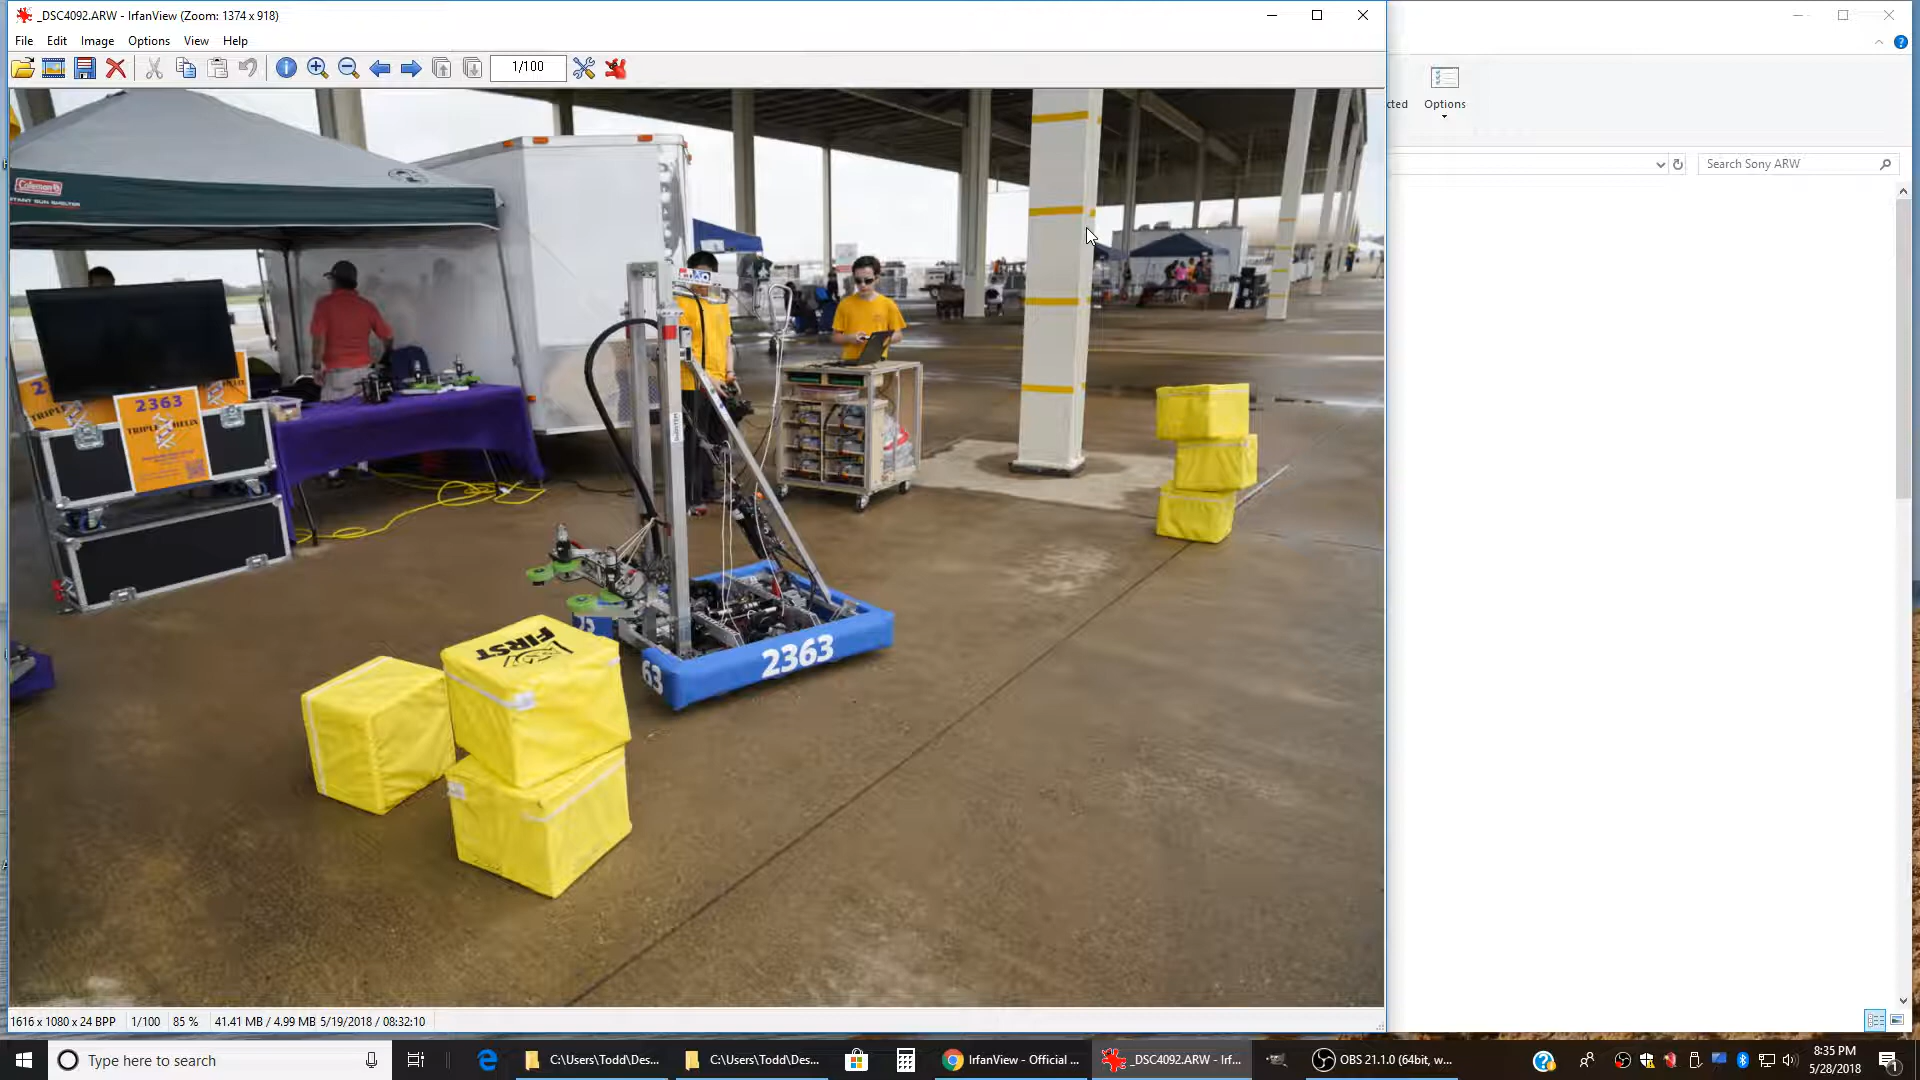 _DSC4092.ARW - IrfanView (Zoom: 1374 x 918)
File Edit Image Options View Help
1/100
cted
Options
Search Sony ARW
Coleman
2363
TRIPLE HELIX
FIRST
2363
63
1616 x 1080 x 24 BPP 1/100 85 % 41.41 MB / 4.99 MB 5/19/2018 / 08:32:10
Type here to search
C:\Users\Todd\Des...
C:\Users\Todd\Des...
IrfanView - Official ...
_DSC4092.ARW - Irf...
OBS 21.1.0 (64bit, w...
8:35 PM
5/28/2018
1